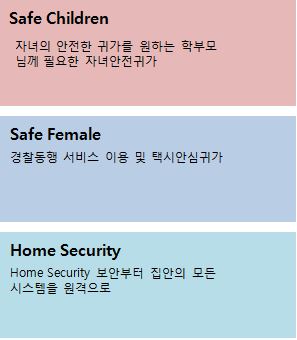 Safe Children
자녀의 안전한 귀가를 원하는 학부모
님께 필요한 자녀안전귀가
Safe Female
경찰동행 서비스 이용 및 택시안심귀가
Home Security
Home Security 보안부터 집안의 모든
시스템을 원격으로